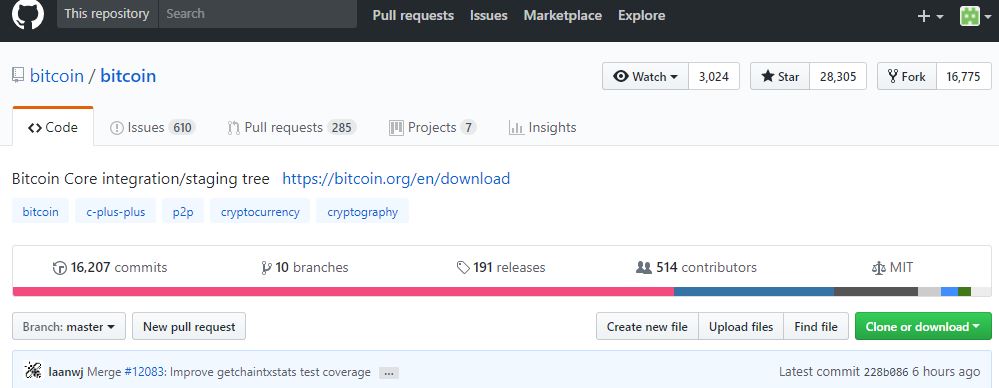 This repository Search Pull requests Issues Marketplace Explore
bitcoin / bitcoin Watch 3,024 Star 28,305 Fork 16,775
Code Issues 610 Pull requests 285 Projects 7 Insights
Bitcoin Core integration/staging tree https://bitcoin.org/en/download
bitcoin c-plus-plus p2p cryptocurrency cryptography
16,207 commits 10 branches 191 releases 514 contributors MIT
Branch: master New pull request Create new file Upload files Find file Clone or download
laanwj Merge #12083: Improve getchaintxstats test coverage ... Latest commit 228b086 6 hours ago